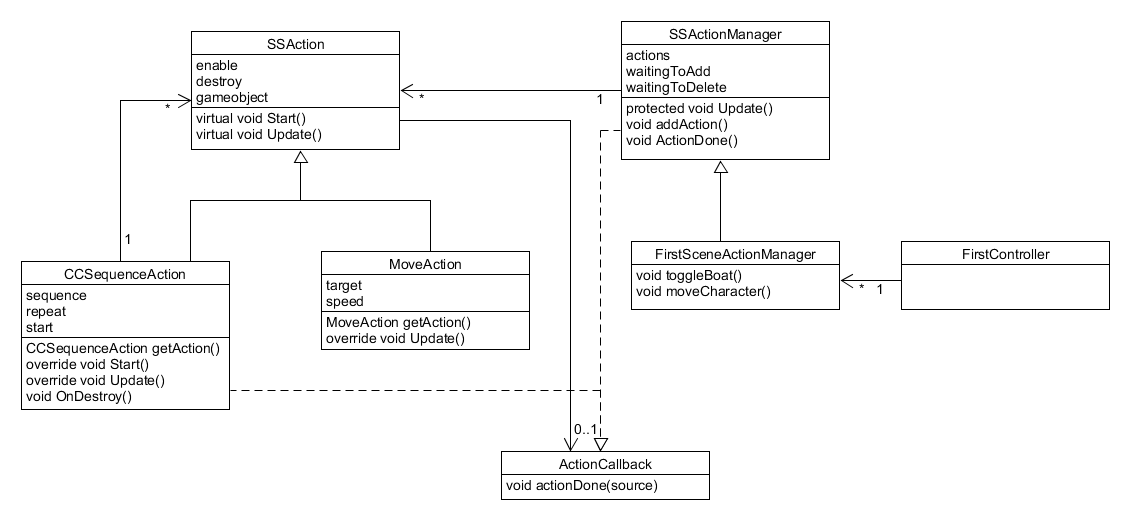 SSAction
enable
destroy
gameobject
virtual void Start()
virtual void Update()
SSActionManager
actions
waitingToAdd
waitingToDelete
protected void Update()
void addAction()
void ActionDone()
*
1
*
1
CCSequenceAction
sequence
repeat
start
CCSequenceAction getAction()
override void Start()
override void Update()
void OnDestroy()
MoveAction
target
speed
MoveAction getAction()
override void Update()
FirstSceneActionManager
void toggleBoat()
void moveCharacter()
* 1
FirstController
0..1
ActionCallback
void actionDone(source)